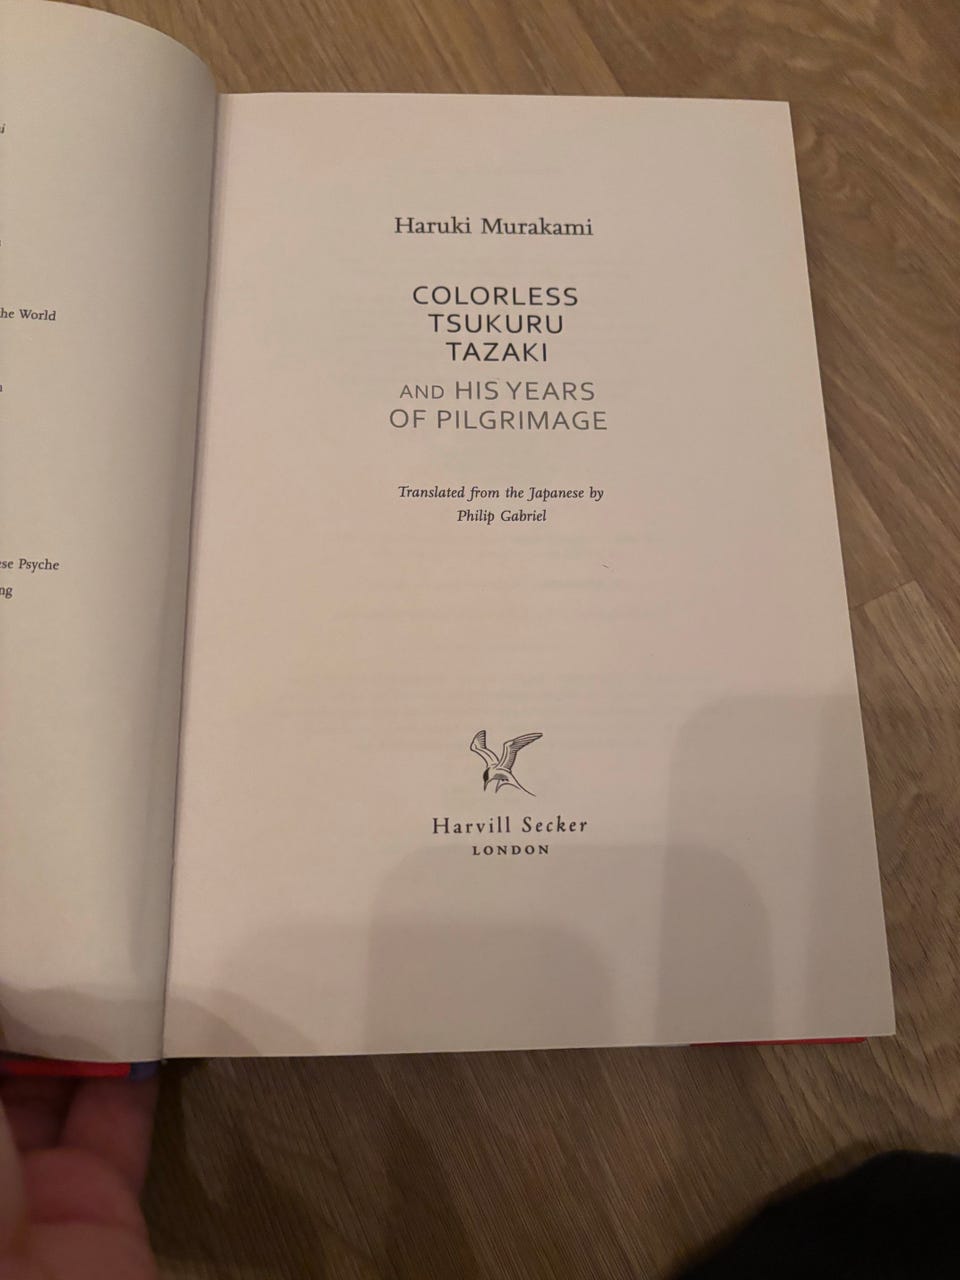 he World
se Psyche
ng
Haruki Murakami
COLORLESS
TSUKURU
TAZAKI
AND HIS YEARS
OF PILGRIMAGE
Translated from the Japanese by
Philip Gabriel
Harvill Secker
LONDON